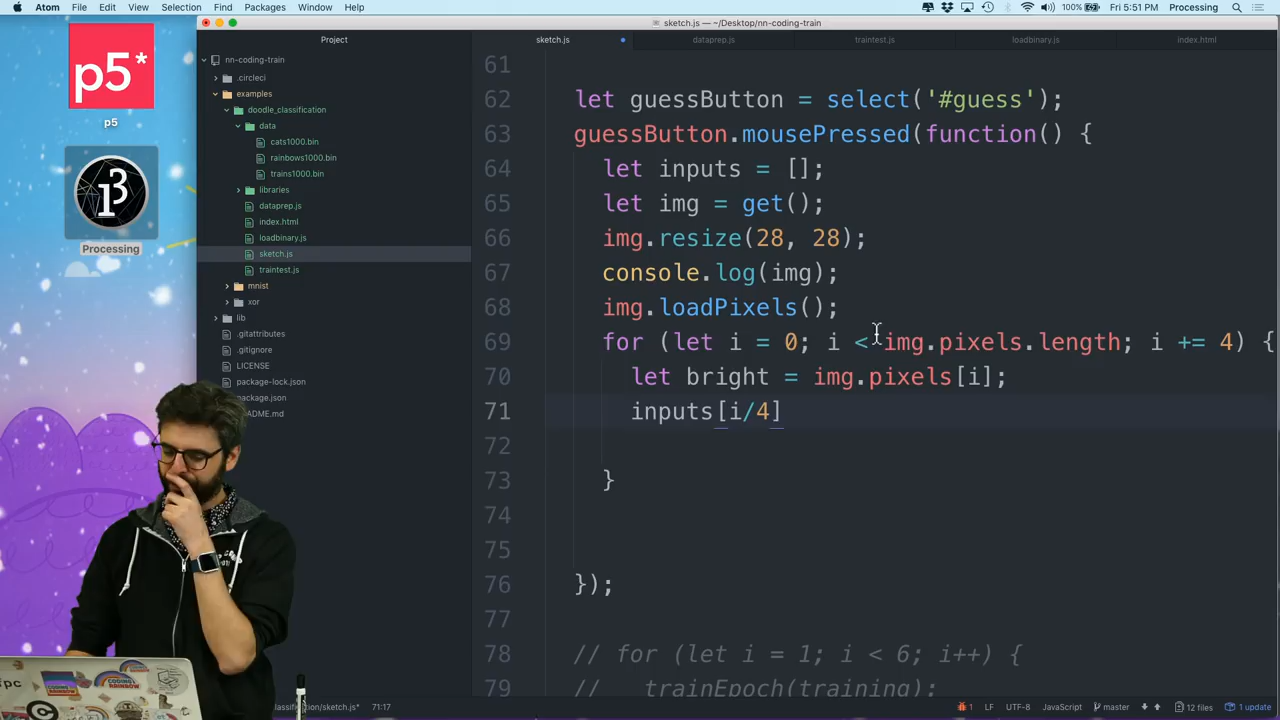 Atom File Edit View Selection Find Packages Window Help
100% Fri 5:51 PM Processing
sketch.js — ~/Desktop/nn-coding-train
p5*
p5
Processing
Project
nn-coding-train
.circleci
examples
doodle_classification
data
cats1000.bin
rainbows1000.bin
trains1000.bin
libraries
dataprep.js
index.html
loadbinary.js
sketch.js
traintest.js
mnist
xor
lib
.gitattributes
.gitignore
LICENSE
package-lock.json
package.json
sketch.js dataprep.js traintest.js loadbinary.js index.html
61
62 let guessButton = select('#guess');
63 guessButton.mousePressed(function() {
64 let inputs = [];
65 let img = get();
66 img.resize(28, 28);
67 console.log(img);
68 img.loadPixels();
69 for (let i = 0; i < img.pixels.length; i += 4) {
70 let bright = img.pixels[i];
71 inputs[i/4]
72
73 }
74
75
76 });
77
78 // for (let i = 1; i < 6; i++) {
79 // trainEpoch(training);
71:17 1 LF UTF-8 JavaScript master 12 files 1 update